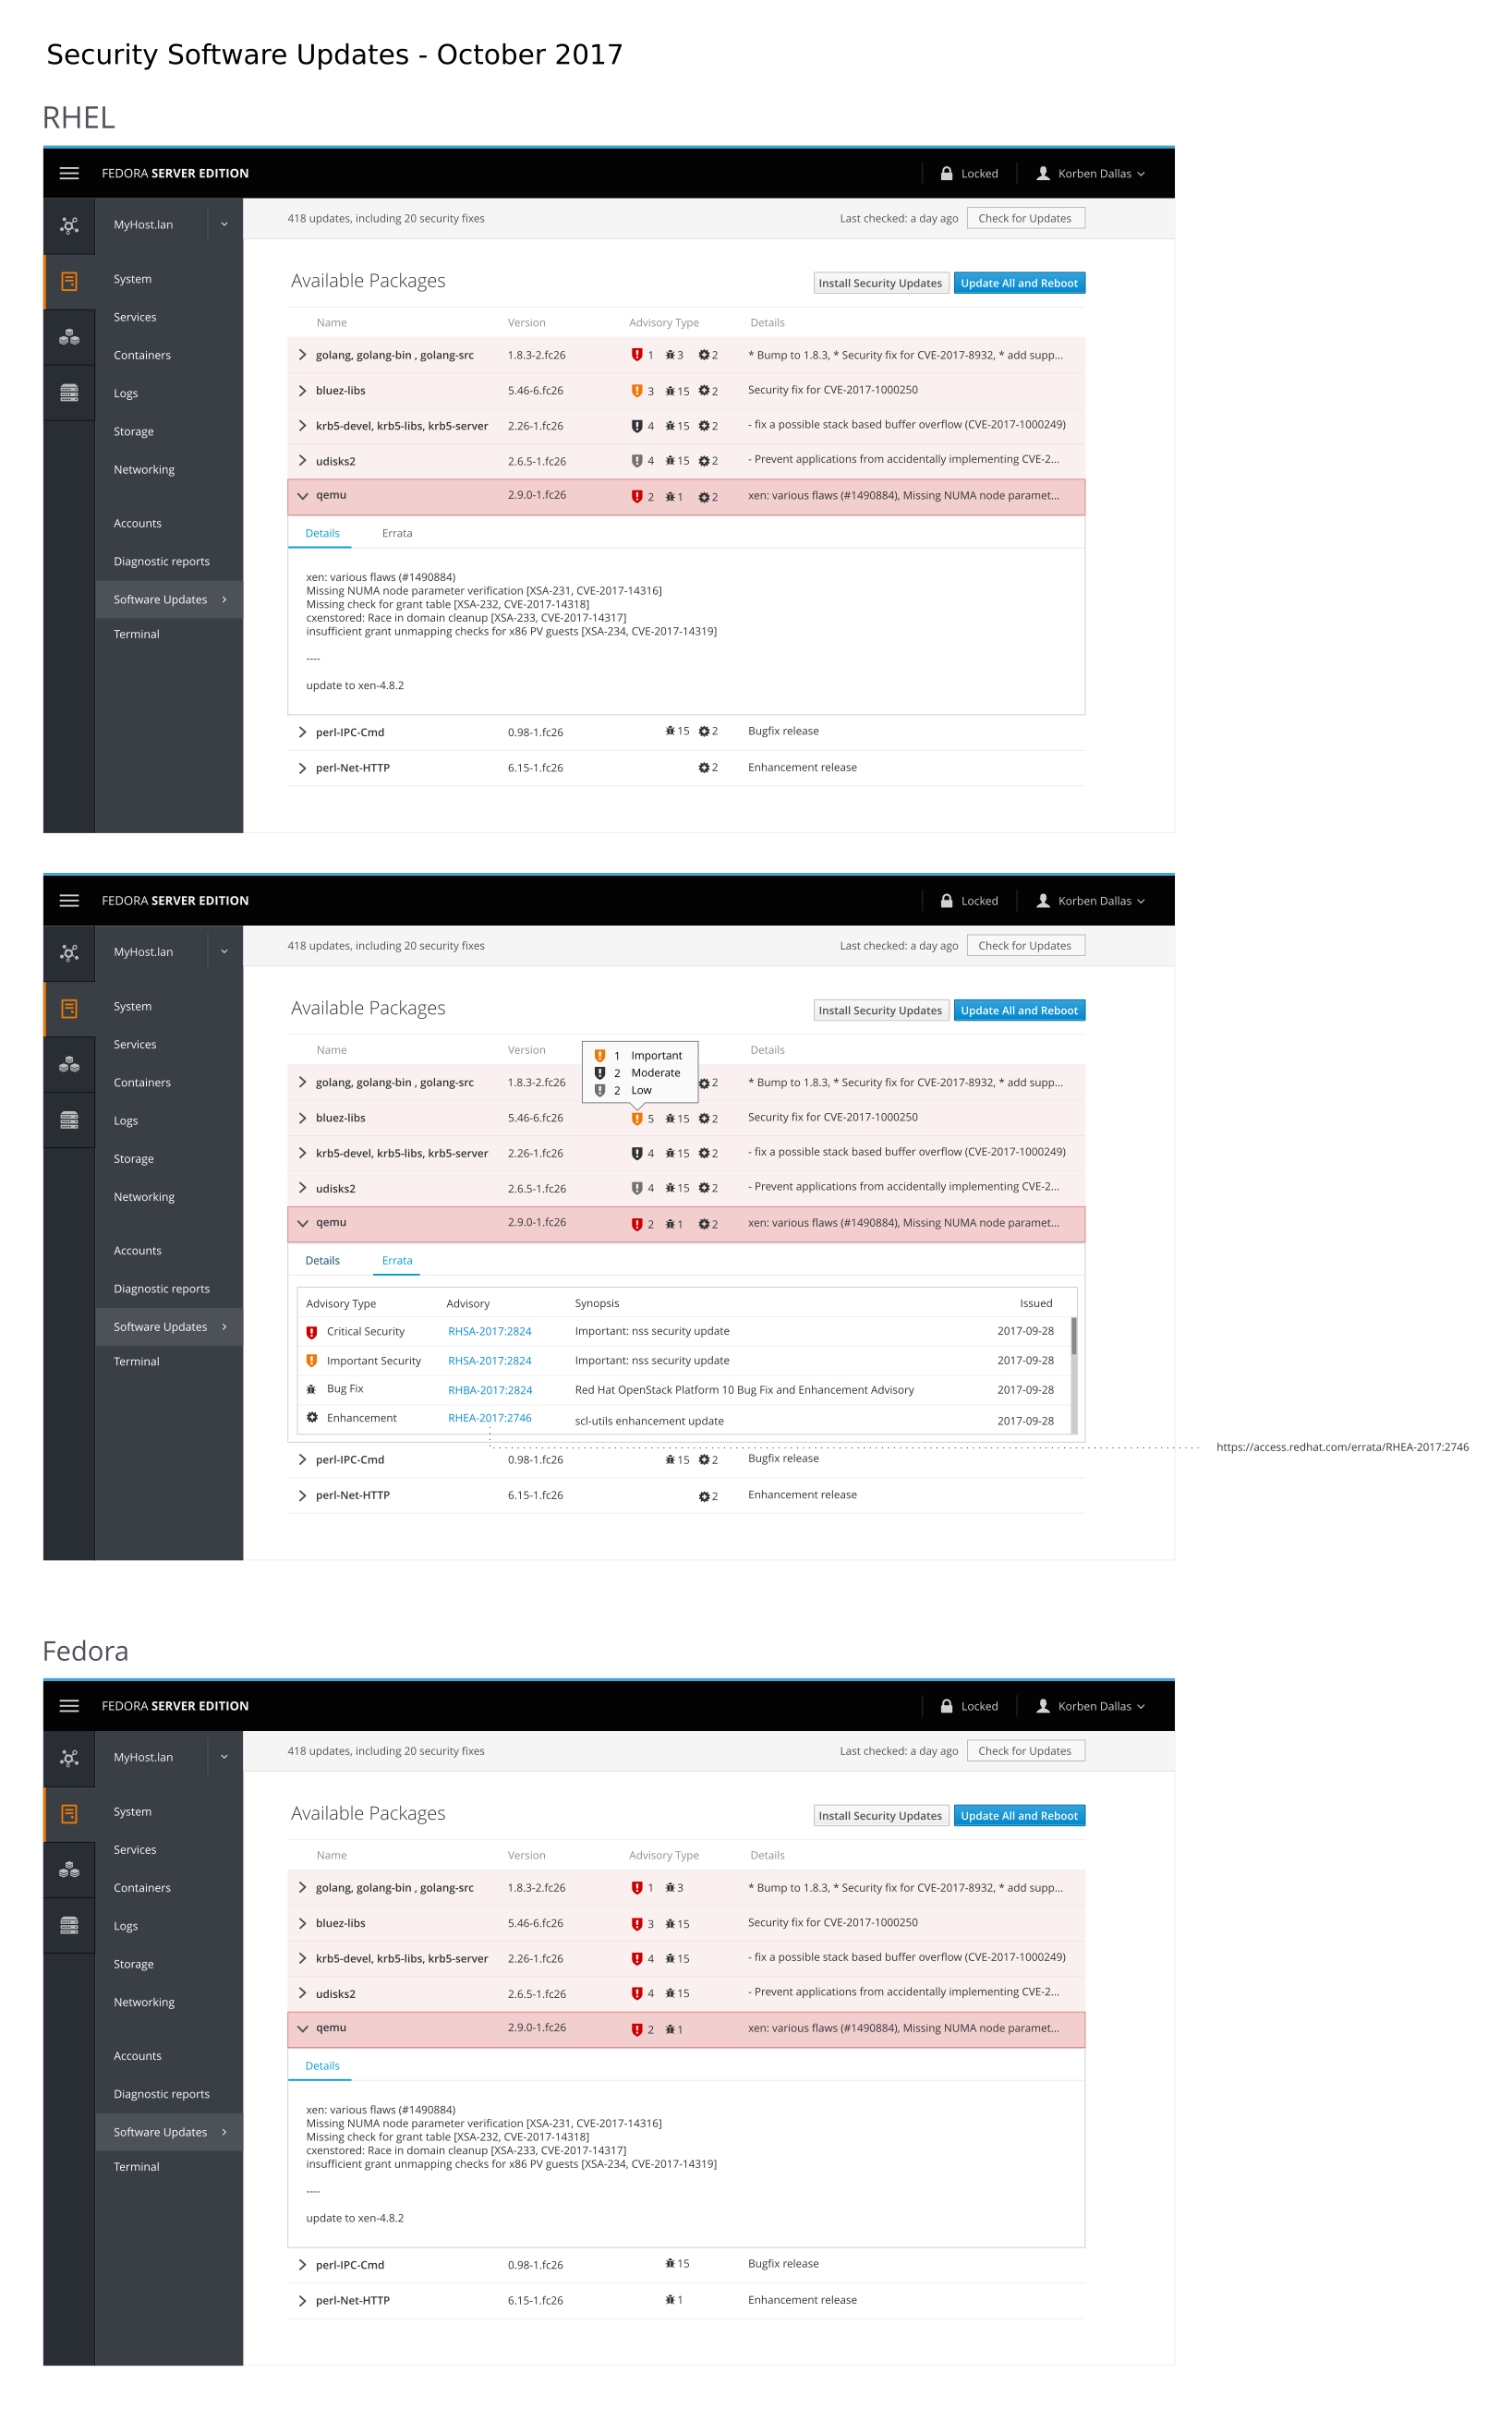 Security Software Updates - October 2017
RHEL
FEDORA SERVER EDITION
Locked
Korben Dallas
MyHost.lan
418 updates, including 20 security fixes
Last checked: a day ago
Check for Updates
System
Services
Containers
Logs
Storage
Networking
Accounts
Diagnostic reports
Software Updates
Terminal
Available Packages
Install Security Updates
Update All and Reboot
Name Version Advisory Type Details
golang, golang-bin , golang-src 1.8.3-2.fc26 1 3 2 * Bump to 1.8.3, * Security fix for CVE-2017-8932, * add supp...
bluez-libs 5.46-6.fc26 3 15 2 Security fix for CVE-2017-1000250
krb5-devel, krb5-libs, krb5-server 2.26-1.fc26 4 15 2 - fix a possible stack based buffer overflow (CVE-2017-1000249)
udisks2 2.6.5-1.fc26 4 15 2 - Prevent applications from accidentally implementing CVE-2...
qemu 2.9.0-1.fc26 2 1 2 xen: various flaws (#1490884), Missing NUMA node paramet...
Details Errata
xen: various flaws (#1490884)
Missing NUMA node parameter verification [XSA-231, CVE-2017-14316]
Missing check for grant table [XSA-232, CVE-2017-14318]
cxenstored: Race in domain cleanup [XSA-233, CVE-2017-14317]
insufficient grant unmapping checks for x86 PV guests [XSA-234, CVE-2017-14319]
----
update to xen-4.8.2
perl-IPC-Cmd 0.98-1.fc26 15 2 Bugfix release
perl-Net-HTTP 6.15-1.fc26 2 Enhancement release
FEDORA SERVER EDITION
Locked
Korben Dallas
MyHost.lan
418 updates, including 20 security fixes
Last checked: a day ago
Check for Updates
System
Services
Containers
Logs
Storage
Networking
Accounts
Diagnostic reports
Software Updates
Terminal
Available Packages
Install Security Updates
Update All and Reboot
Name Version Details
1 Important
2 Moderate
2 Low
golang, golang-bin , golang-src 1.8.3-2.fc26 2 * Bump to 1.8.3, * Security fix for CVE-2017-8932, * add supp...
bluez-libs 5.46-6.fc26 5 15 2 Security fix for CVE-2017-1000250
krb5-devel, krb5-libs, krb5-server 2.26-1.fc26 4 15 2 - fix a possible stack based buffer overflow (CVE-2017-1000249)
udisks2 2.6.5-1.fc26 4 15 2 - Prevent applications from accidentally implementing CVE-2...
qemu 2.9.0-1.fc26 2 1 2 xen: various flaws (#1490884), Missing NUMA node paramet...
Details Errata
Advisory Type Advisory Synopsis Issued
Critical Security RHSA-2017:2824 Important: nss security update 2017-09-28
Important Security RHSA-2017:2824 Important: nss security update 2017-09-28
Bug Fix RHBA-2017:2824 Red Hat OpenStack Platform 10 Bug Fix and Enhancement Advisory 2017-09-28
Enhancement RHEA-2017:2746 scl-utils enhancement update 2017-09-28
https://access.redhat.com/errata/RHEA-2017:2746
perl-IPC-Cmd 0.98-1.fc26 15 2 Bugfix release
perl-Net-HTTP 6.15-1.fc26 2 Enhancement release
Fedora
FEDORA SERVER EDITION
Locked
Korben Dallas
MyHost.lan
418 updates, including 20 security fixes
Last checked: a day ago
Check for Updates
System
Services
Containers
Logs
Storage
Networking
Accounts
Diagnostic reports
Software Updates
Terminal
Available Packages
Install Security Updates
Update All and Reboot
Name Version Advisory Type Details
golang, golang-bin , golang-src 1.8.3-2.fc26 1 3 * Bump to 1.8.3, * Security fix for CVE-2017-8932, * add supp...
bluez-libs 5.46-6.fc26 3 15 Security fix for CVE-2017-1000250
krb5-devel, krb5-libs, krb5-server 2.26-1.fc26 4 15 - fix a possible stack based buffer overflow (CVE-2017-1000249)
udisks2 2.6.5-1.fc26 4 15 - Prevent applications from accidentally implementing CVE-2...
qemu 2.9.0-1.fc26 2 1 xen: various flaws (#1490884), Missing NUMA node paramet...
Details
xen: various flaws (#1490884)
Missing NUMA node parameter verification [XSA-231, CVE-2017-14316]
Missing check for grant table [XSA-232, CVE-2017-14318]
cxenstored: Race in domain cleanup [XSA-233, CVE-2017-14317]
insufficient grant unmapping checks for x86 PV guests [XSA-234, CVE-2017-14319]
----
update to xen-4.8.2
perl-IPC-Cmd 0.98-1.fc26 15 Bugfix release
perl-Net-HTTP 6.15-1.fc26 1 Enhancement release